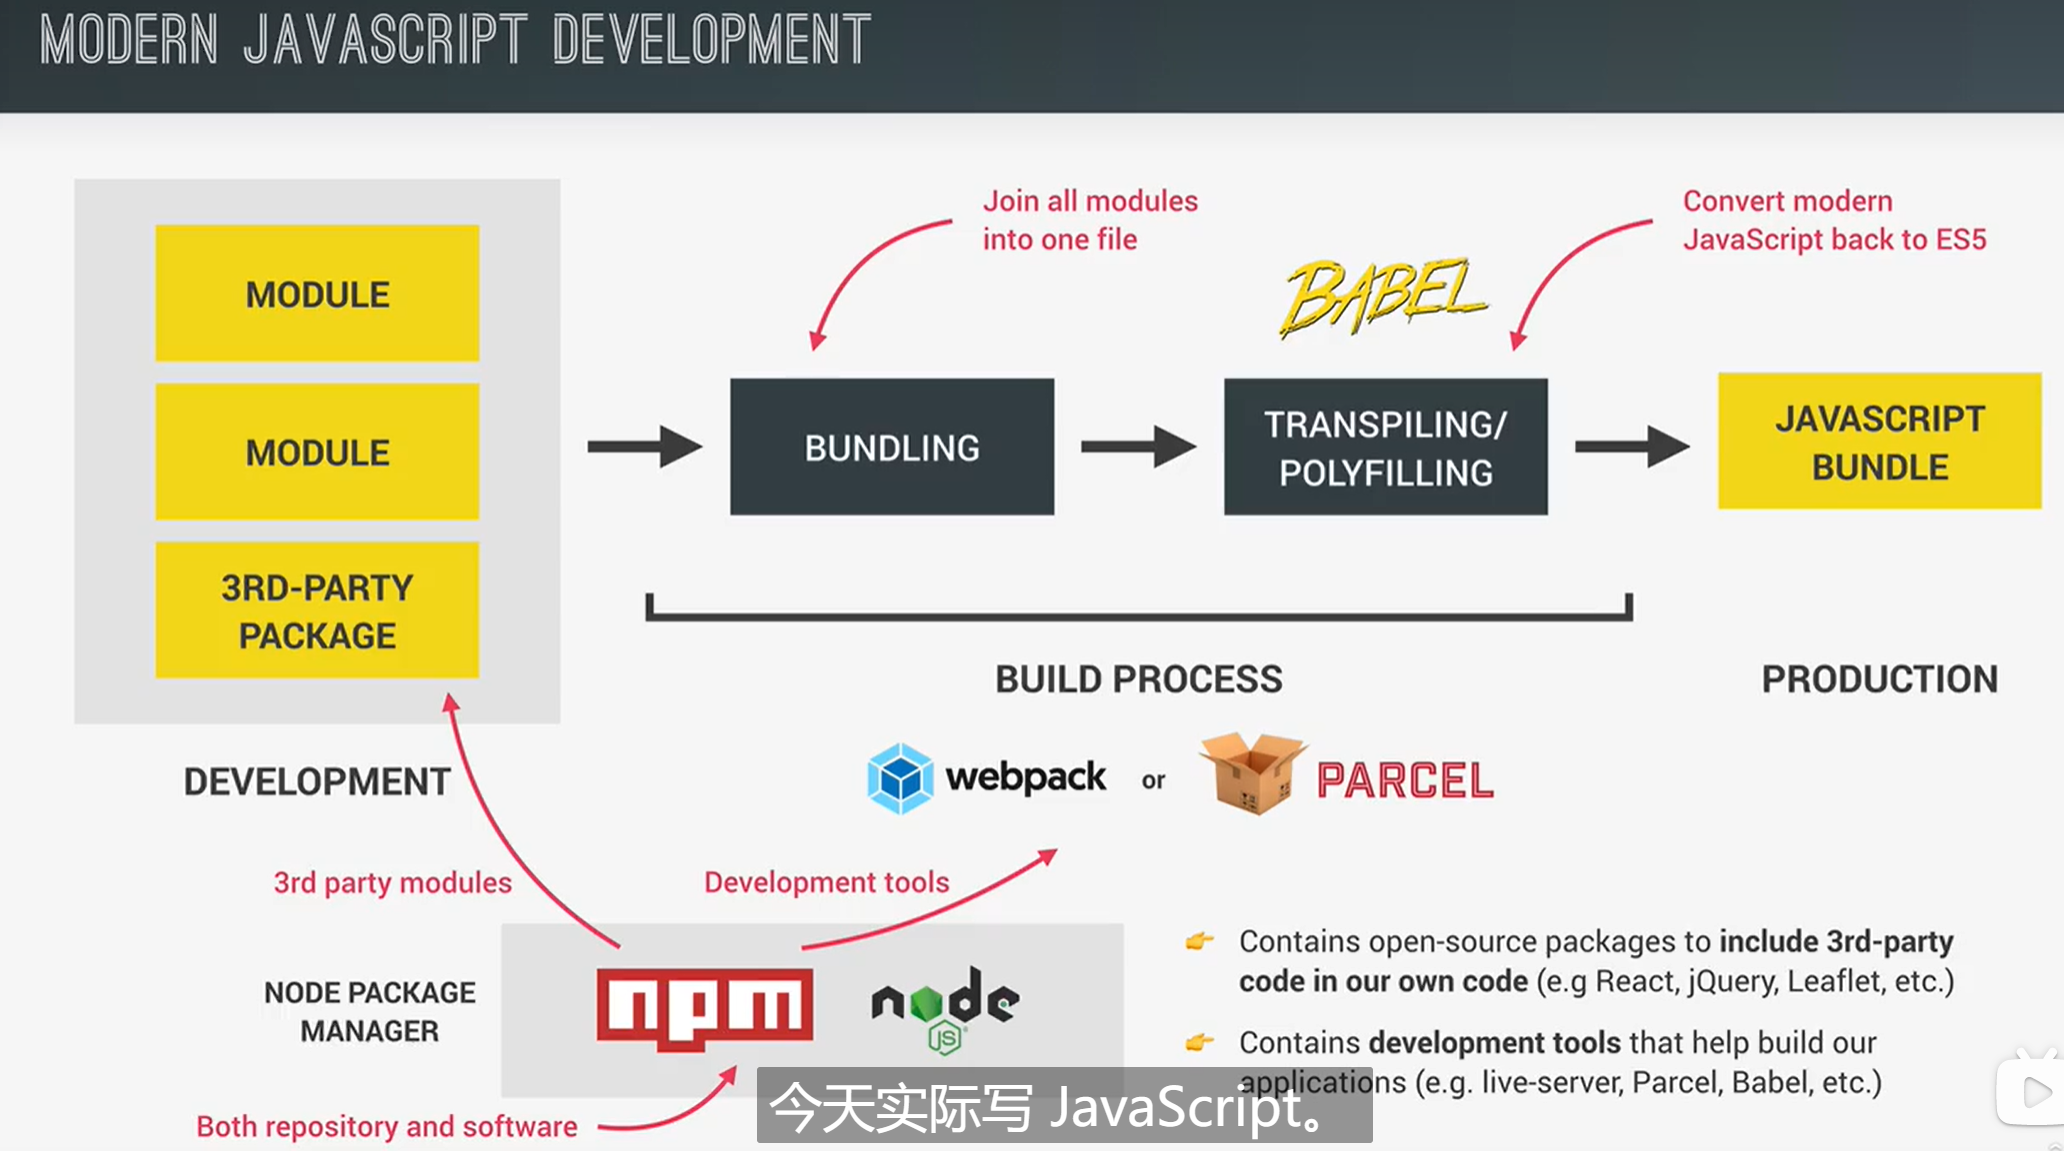 MODERN JAVASCRIPT DEVELOPMENT
MODULE
MODULE
3RD-PARTY
PACKAGE
DEVELOPMENT
Join all modules
into one file
BUNDLING
BABEL
Convert modern
JavaScript back to ES5
TRANSPILING/
POLYFILLING
JAVASCRIPT
BUNDLE
BUILD PROCESS
PRODUCTION
webpack or PARCEL
3rd party modules
Development tools
NODE PACKAGE
MANAGER
npm
node
JS
Both repository and software
👉 Contains open-source packages to include 3rd-party
code in our own code (e.g React, jQuery, Leaflet, etc.)
👉 Contains development tools that help build our
applications (e.g. live-server, Parcel, Babel, etc.)
今天实际写 JavaScript。